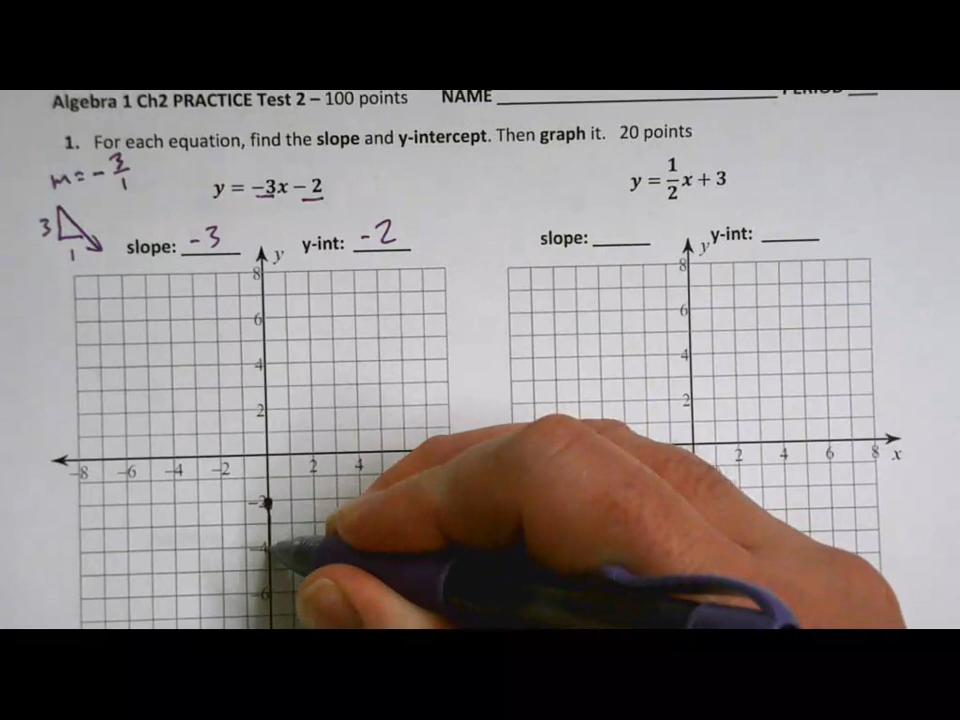 Algebra 1 Ch2 PRACTICE Test 2 – 100 points NAME PERIOD
1. For each equation, find the slope and y-intercept. Then graph it. 20 points
m = - 3/1
y = −3x − 2
y = 1/2 x + 3
3
1
slope: -3 y-int: -2
slope: y-int:
y
8
6
4
2
−8 −6 −4 −2 2 4
−2
−4
−6
y
8
6
4
2
2 4 6 8 x